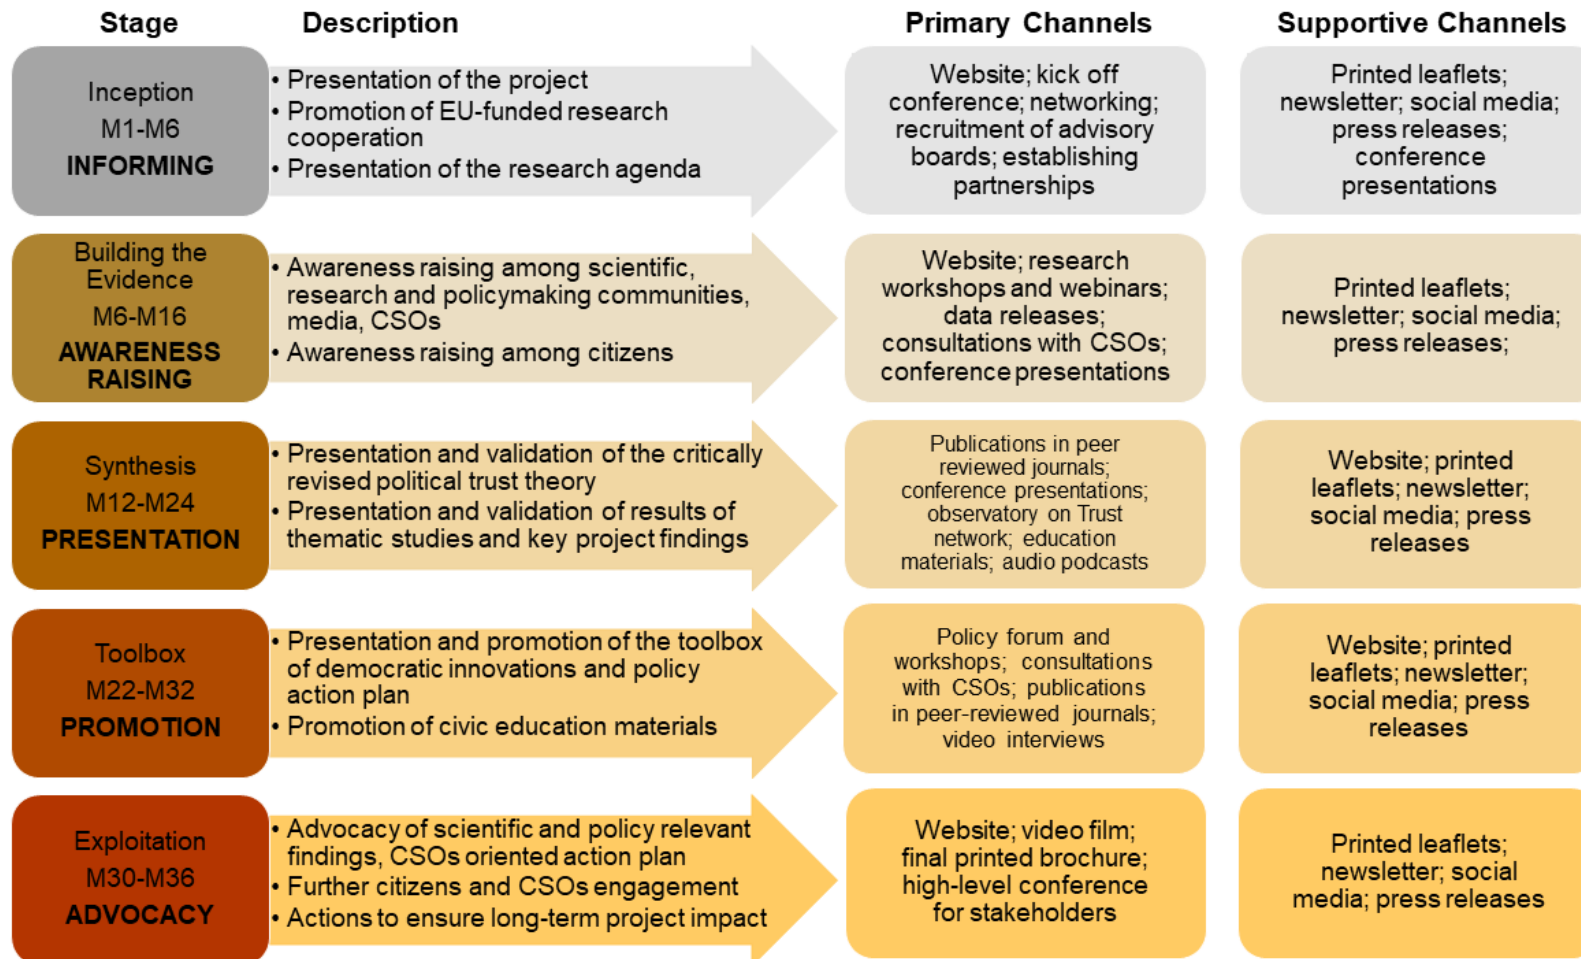 Stage
Description
Primary Channels
Supportive Channels
Inception
M1-M6
INFORMING
• Presentation of the project
• Promotion of EU-funded research
cooperation
• Presentation of the research agenda
Website; kick off
conference; networking;
recruitment of advisory
boards; establishing
partnerships
Printed leaflets;
newsletter; social media;
press releases;
conference
presentations
Building the
Evidence
M6-M16
AWARENESS
RAISING
• Awareness raising among scientific,
research and policymaking communities,
media, CSOs
• Awareness raising among citizens
Website; research
workshops and webinars;
data releases;
consultations with CSOs;
conference presentations
Printed leaflets;
newsletter; social media;
press releases;
Synthesis
M12-M24
PRESENTATION
• Presentation and validation of the critically
revised political trust theory
• Presentation and validation of results of
thematic studies and key project findings
Publications in peer
reviewed journals;
conference presentations;
observatory on Trust
network; education
materials; audio podcasts
Website; printed
leaflets; newsletter;
social media; press
releases
Toolbox
M22-M32
PROMOTION
• Presentation and promotion of the toolbox
of democratic innovations and policy
action plan
• Promotion of civic education materials
Policy forum and
workshops; consultations
with CSOs; publications
in peer-reviewed journals;
video interviews
Website; printed
leaflets; newsletter;
social media; press
releases
Exploitation
M30-M36
ADVOCACY
• Advocacy of scientific and policy relevant
findings, CSOs oriented action plan
• Further citizens and CSOs engagement
• Actions to ensure long-term project impact
Website; video film;
final printed brochure;
high-level conference
for stakeholders
Printed leaflets;
newsletter; social
media; press releases